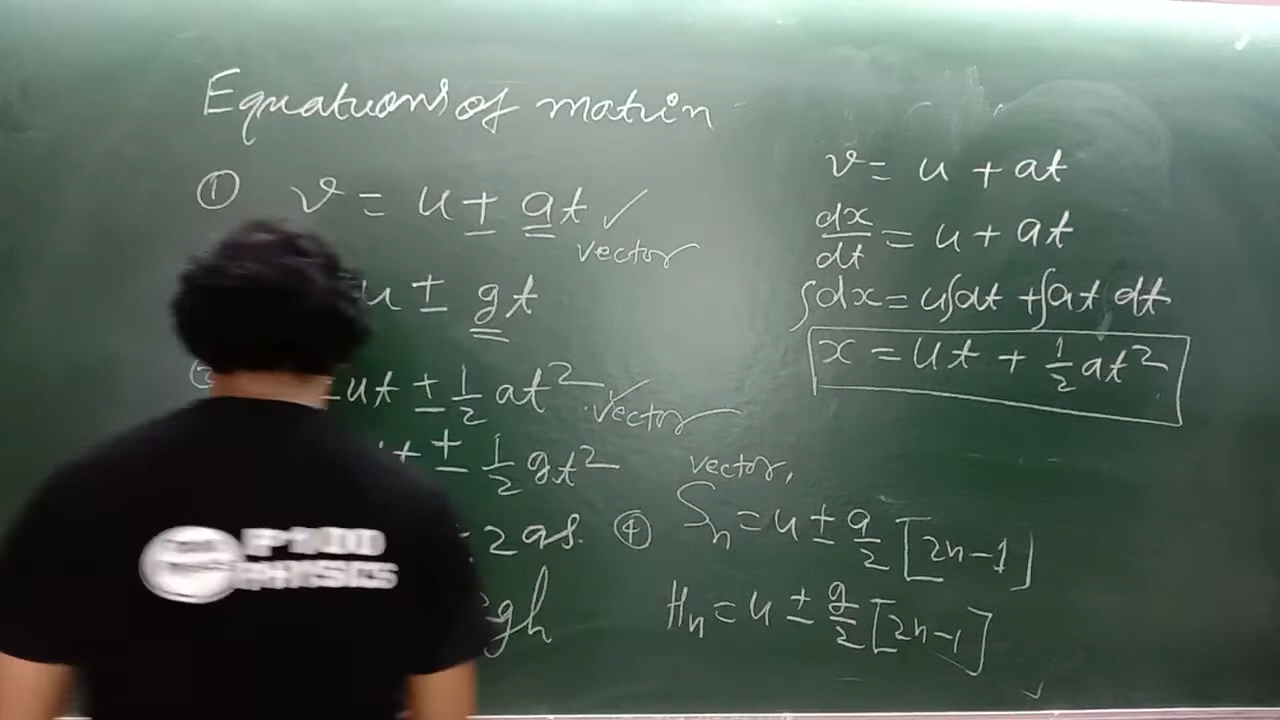 Equations of motion
① v = u ± at ✓
vector
u ± gt
ut ± 1/2 at² ✓
vector
t ± 1/2 gt²
2as.
gh
v = u + at
dx/dt = u + at
∫dx = u∫dt + ∫at dt
x = ut + 1/2 at²
vector,
④ Sn = u ± a/2 [2n-1]
Hn = u ± g/2 [2n-1]
PHYSICS